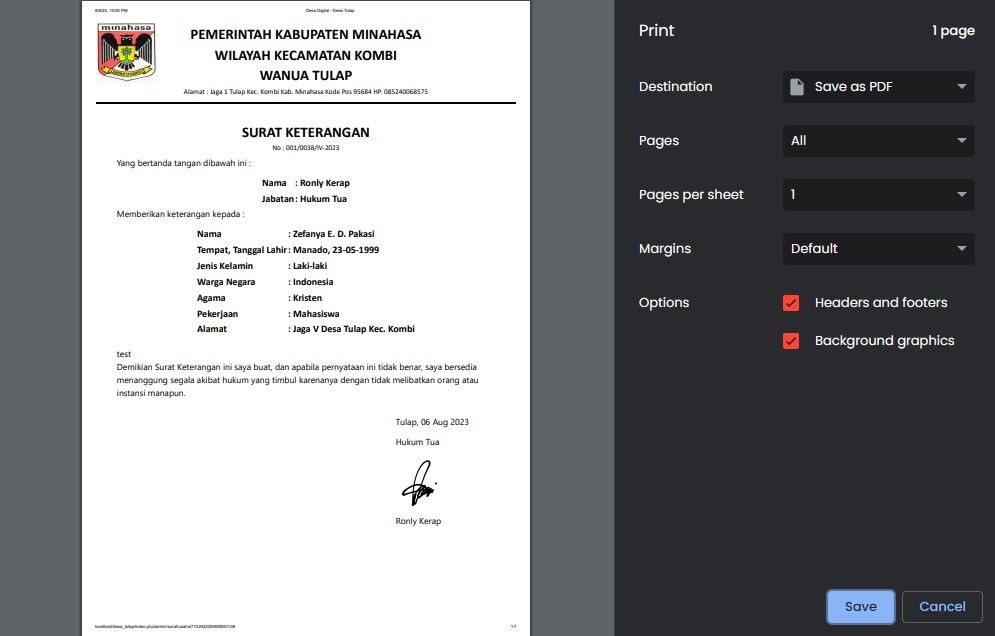 8/6/23, 10:00 PM Desa Digital - Desa Tulap
minahasa
PEMERINTAH KABUPATEN MINAHASA
WILAYAH KECAMATAN KOMBI
WANUA TULAP
Alamat : Jaga 1 Tulap Kec. Kombi Kab. Minahasa Kode Pos 95684 HP. 085240068575
SURAT KETERANGAN
No : 001/0038/IV-2023
Yang bertanda tangan dibawah ini :
Nama : Ronly Kerap
Jabatan : Hukum Tua
Memberikan keterangan kepada :
Nama : Zefanya E. D. Pakasi
Tempat, Tanggal Lahir : Manado, 23-05-1999
Jenis Kelamin : Laki-laki
Warga Negara : Indonesia
Agama : Kristen
Pekerjaan : Mahasiswa
Alamat : Jaga V Desa Tulap Kec. Kombi
test
Demikian Surat Keterangan ini saya buat, dan apabila pernyataan ini tidak benar, saya bersedia
menanggung segala akibat hukum yang timbul karenanya dengan tidak melibatkan orang atau
instansi manapun.
Tulap, 06 Aug 2023
Hukum Tua
Ronly Kerap
1/1
Print 1 page
Destination Save as PDF
Pages All
Pages per sheet 1
Margins Default
Options Headers and footers
Background graphics
Save Cancel